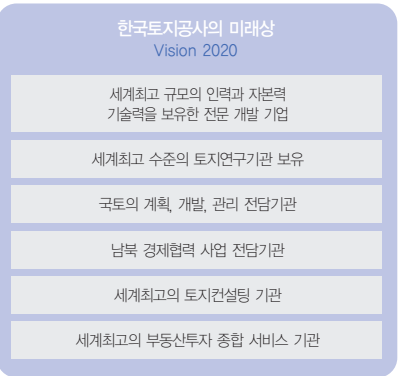 한국토지공사의 미래상
Vision 2020
세계최고 규모의 인력과 자본력
기술력을 보유한 전문 개발 기업
세계최고 수준의 토지연구기관 보유
국토의 계획, 개발, 관리 전담기관
남북 경제협력 사업 전담기관
세계최고의 토지컨설팅 기관
세계최고의 부동산투자 종합 서비스 기관